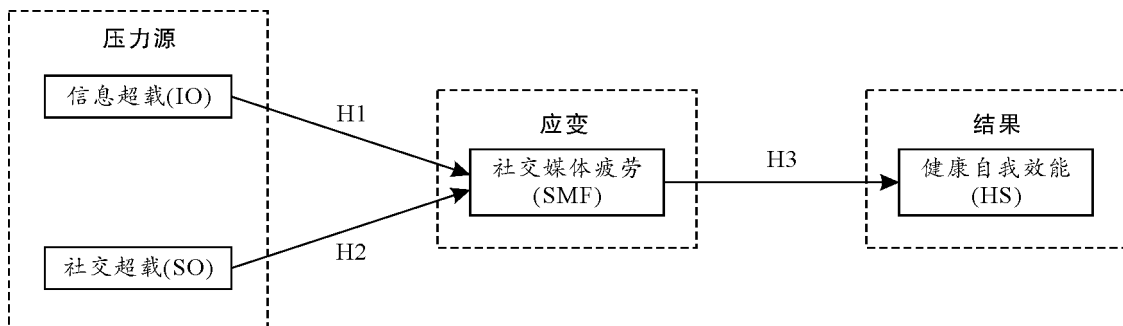 压力源
信息超载(IO)
H1
应变
结果
社交媒体疲劳
(SMF)
H3
健康自我效能
(HS)
H2
社交超载(SO)